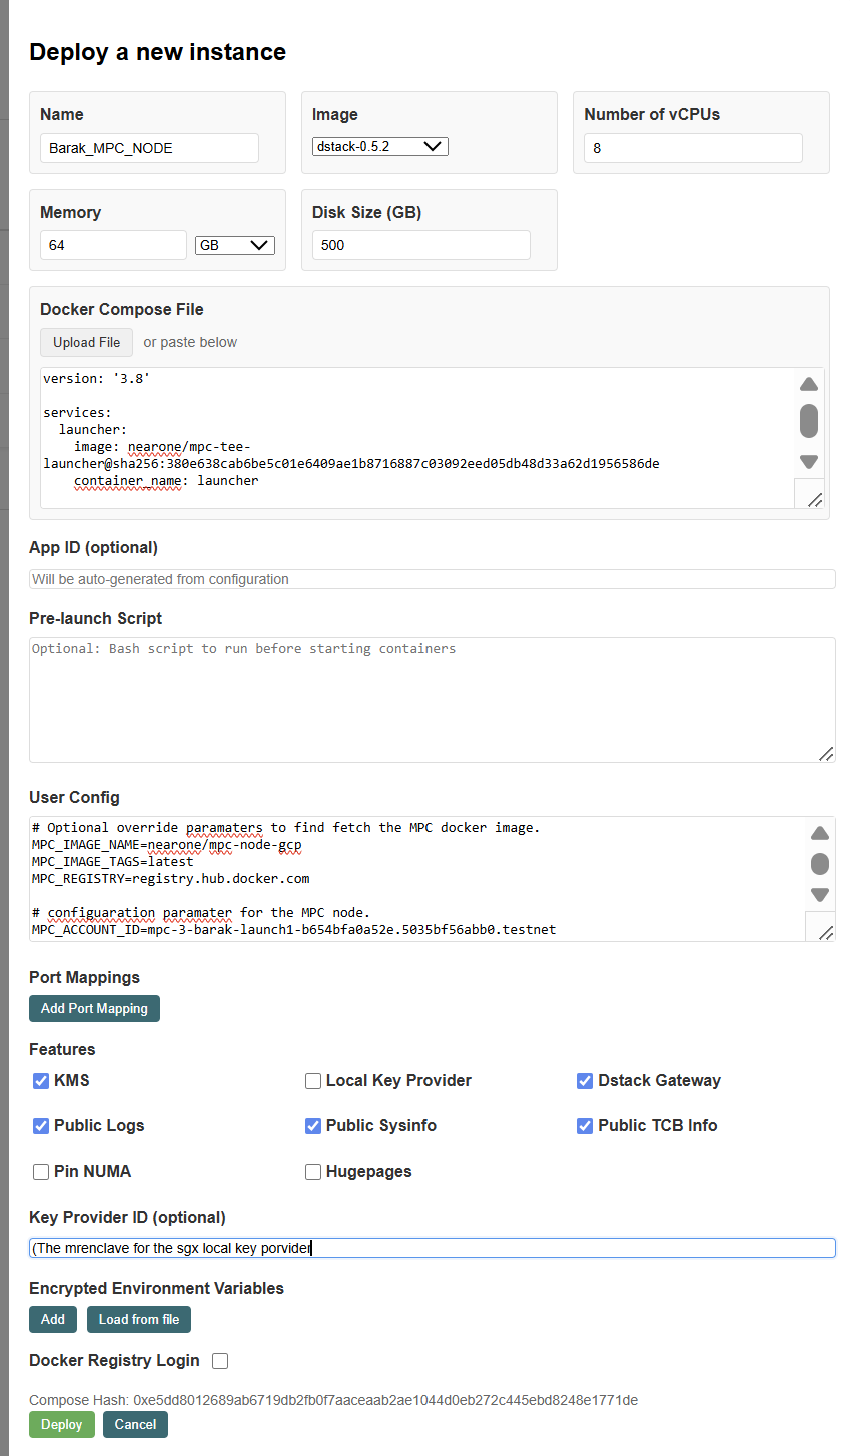 Deploy a new instance
Name
Barak_MPC_NODE
Image
dstack-0.5.2
Number of vCPUs
8
Memory
64
GB
Disk Size (GB)
500
Docker Compose File
Upload File or paste below
version: '3.8'
services:
launcher:
image: nearone/mpc-tee-
launcher@sha256:380e638cab6be5c01e6409ae1b8716887c03092eed05db48d33a62d1956586de
container_name: launcher
App ID (optional)
Will be auto-generated from configuration
Pre-launch Script
Optional: Bash script to run before starting containers
User Config
# Optional override paramaters to find fetch the MPC docker image.
MPC_IMAGE_NAME=nearone/mpc-node-gcp
MPC_IMAGE_TAGS=latest
MPC_REGISTRY=registry.hub.docker.com
# configuaration paramater for the MPC node.
MPC_ACCOUNT_ID=mpc-3-barak-launch1-b654bfa0a52e.5035bf56abb0.testnet
Port Mappings
Add Port Mapping
Features
KMS
Local Key Provider
Dstack Gateway
Public Logs
Public Sysinfo
Public TCB Info
Pin NUMA
Hugepages
Key Provider ID (optional)
(The mrenclave for the sgx local key porvider
Encrypted Environment Variables
Add
Load from file
Docker Registry Login
Compose Hash: 0xe5dd8012689ab6719db2fb0f7aaceaab2ae1044d0eb272c445ebd8248e1771de
Deploy
Cancel